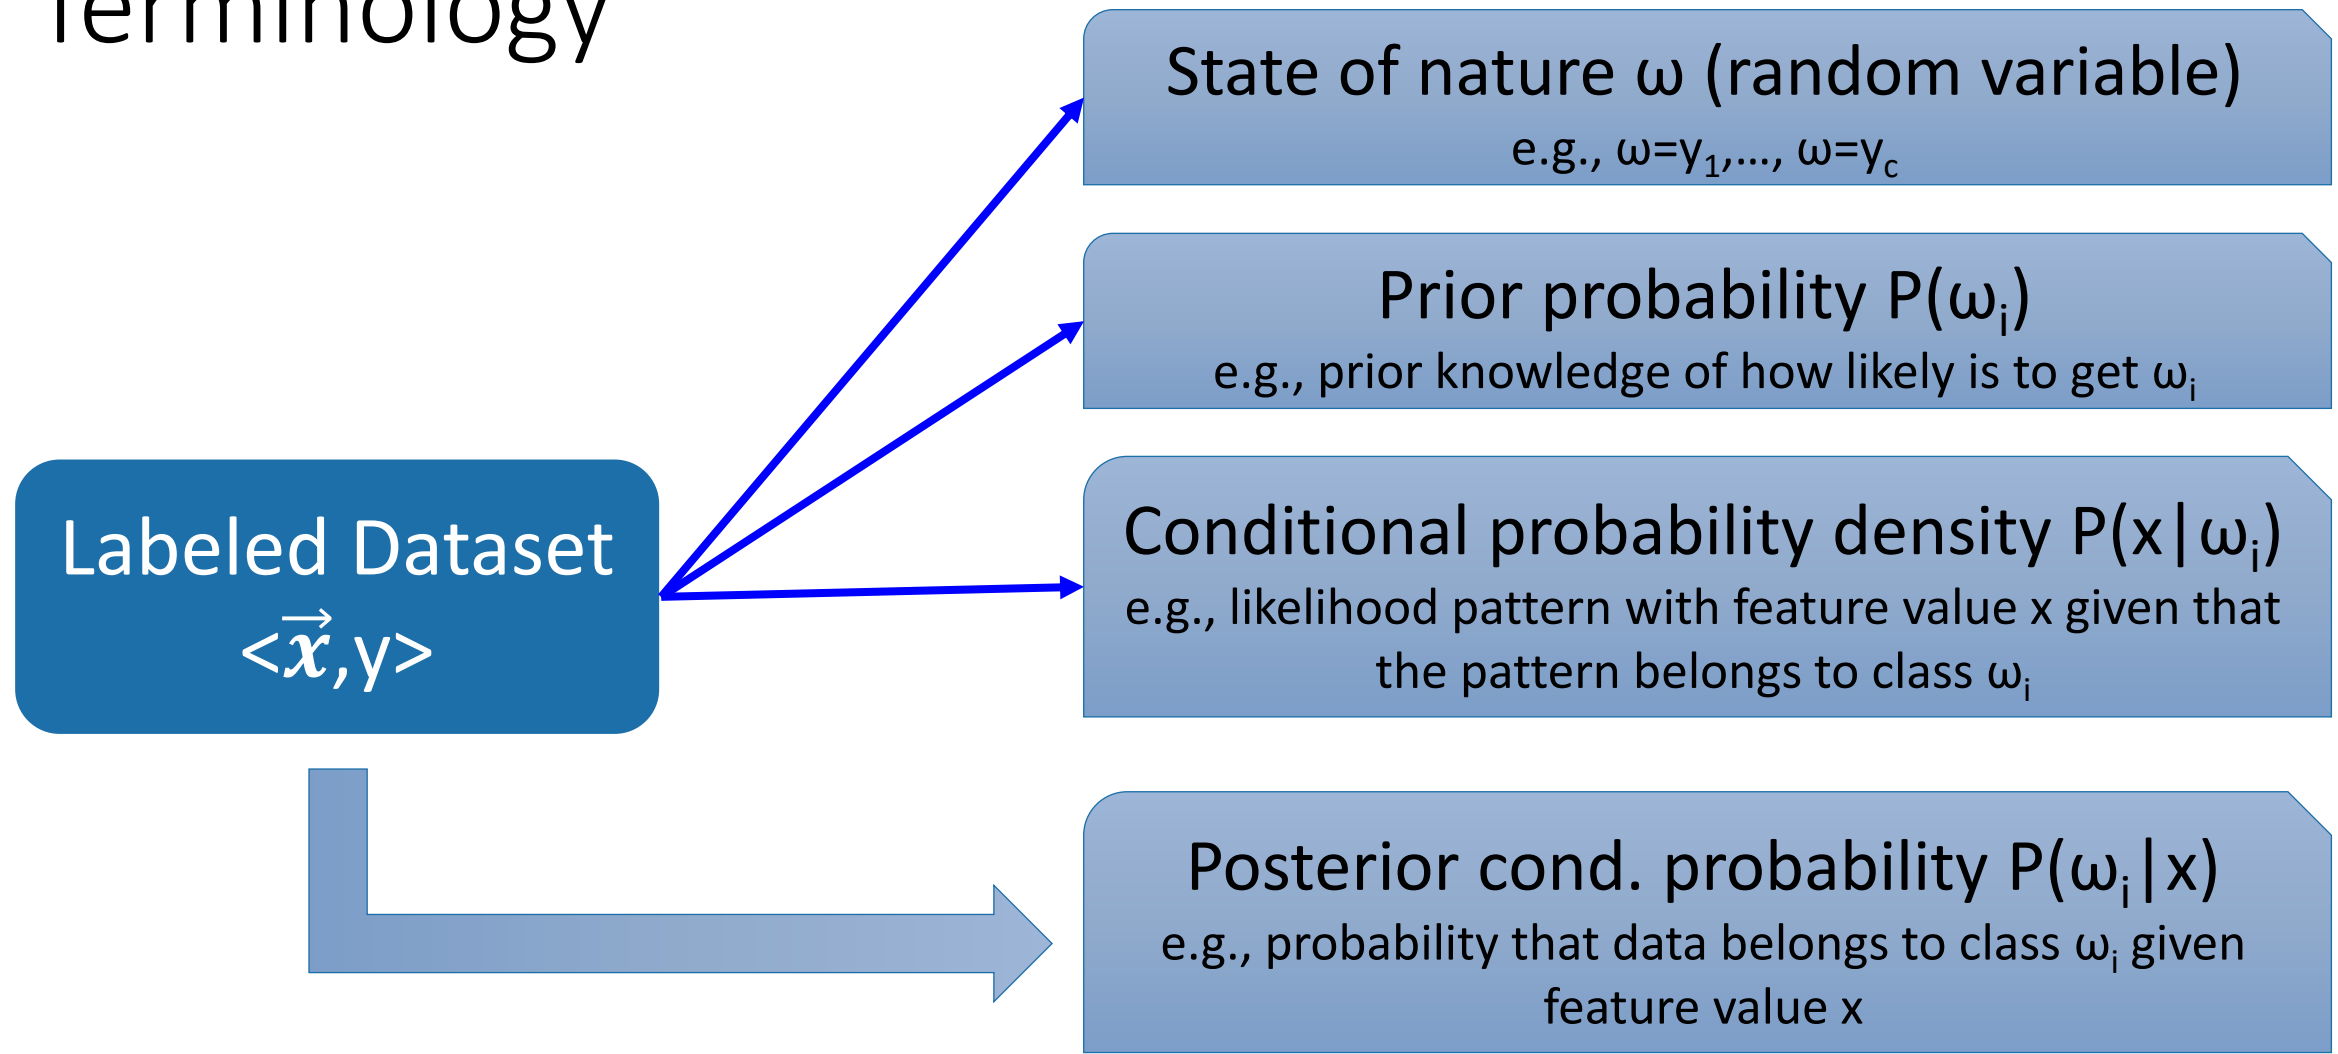 Terminology
State of nature ω (random variable)
e.g., ω=y₁,..., ω=y꜀
Prior probability P(ωᵢ)
e.g., prior knowledge of how likely is to get ωᵢ
Labeled Dataset
<x⃗,y>
Conditional probability density P(x|ωᵢ)
e.g., likelihood pattern with feature value x given that
the pattern belongs to class ωᵢ
Posterior cond. probability P(ωᵢ|x)
e.g., probability that data belongs to class ωᵢ given
feature value x